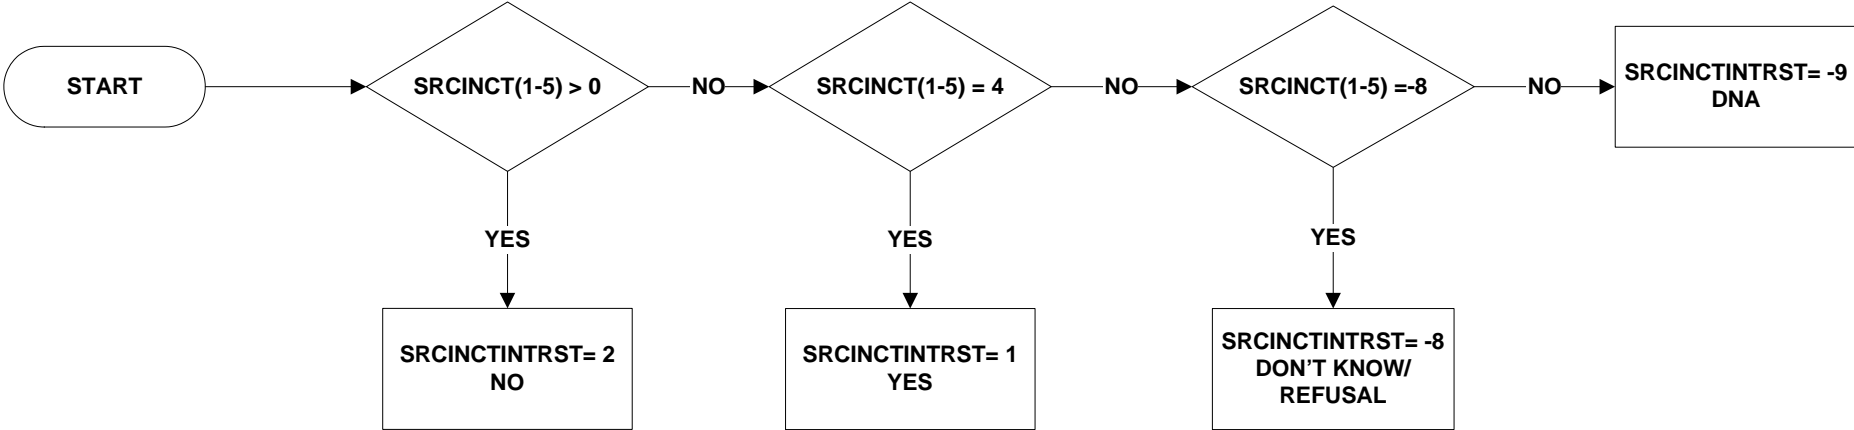 START
SRCINCT(1-5) > 0
NO
SRCINCT(1-5) = 4
NO
SRCINCT(1-5) =-8
NO
SRCINCTINTRST= -9
DNA
YES
YES
YES
SRCINCTINTRST= 2
NO
SRCINCTINTRST= 1
YES
SRCINCTINTRST= -8
DON'T KNOW/
REFUSAL